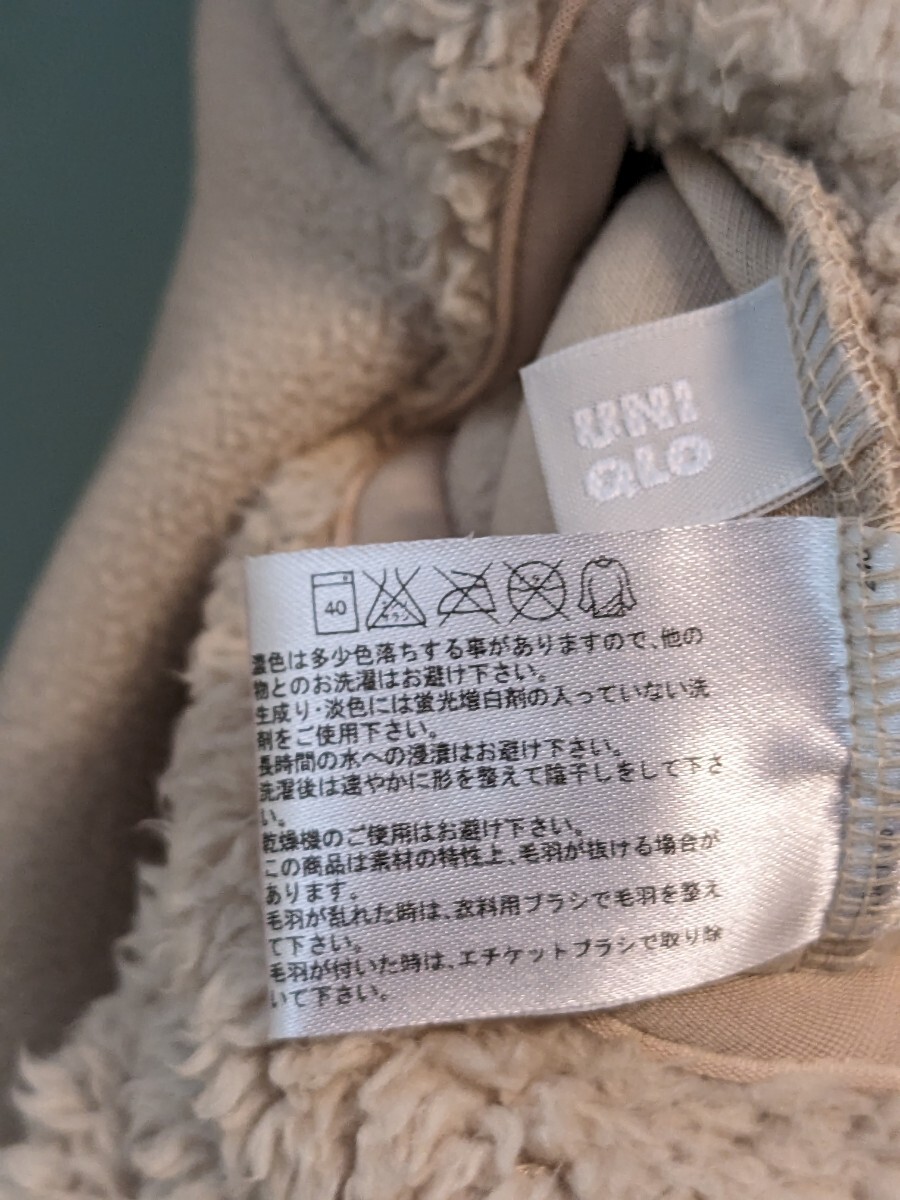 UNI
QLO
40
濃色は多少色落ちする事がありますので、他の
物とのお洗濯はお避け下さい。
生成り・淡色には蛍光増白剤の入っていない洗
剤をご使用下さい。
長時間の水への浸漬はお避け下さい。
洗濯後は速やかに形を整えて陰干しをして下さ
い。
乾燥機のご使用はお避け下さい。
この商品は素材の特性上、毛羽が抜ける場合が
あります。
毛羽が乱れた時は、衣料用ブラシで毛羽を整え
て下さい。
毛羽が付いた時は、エチケットブラシで取り除
いて下さい。